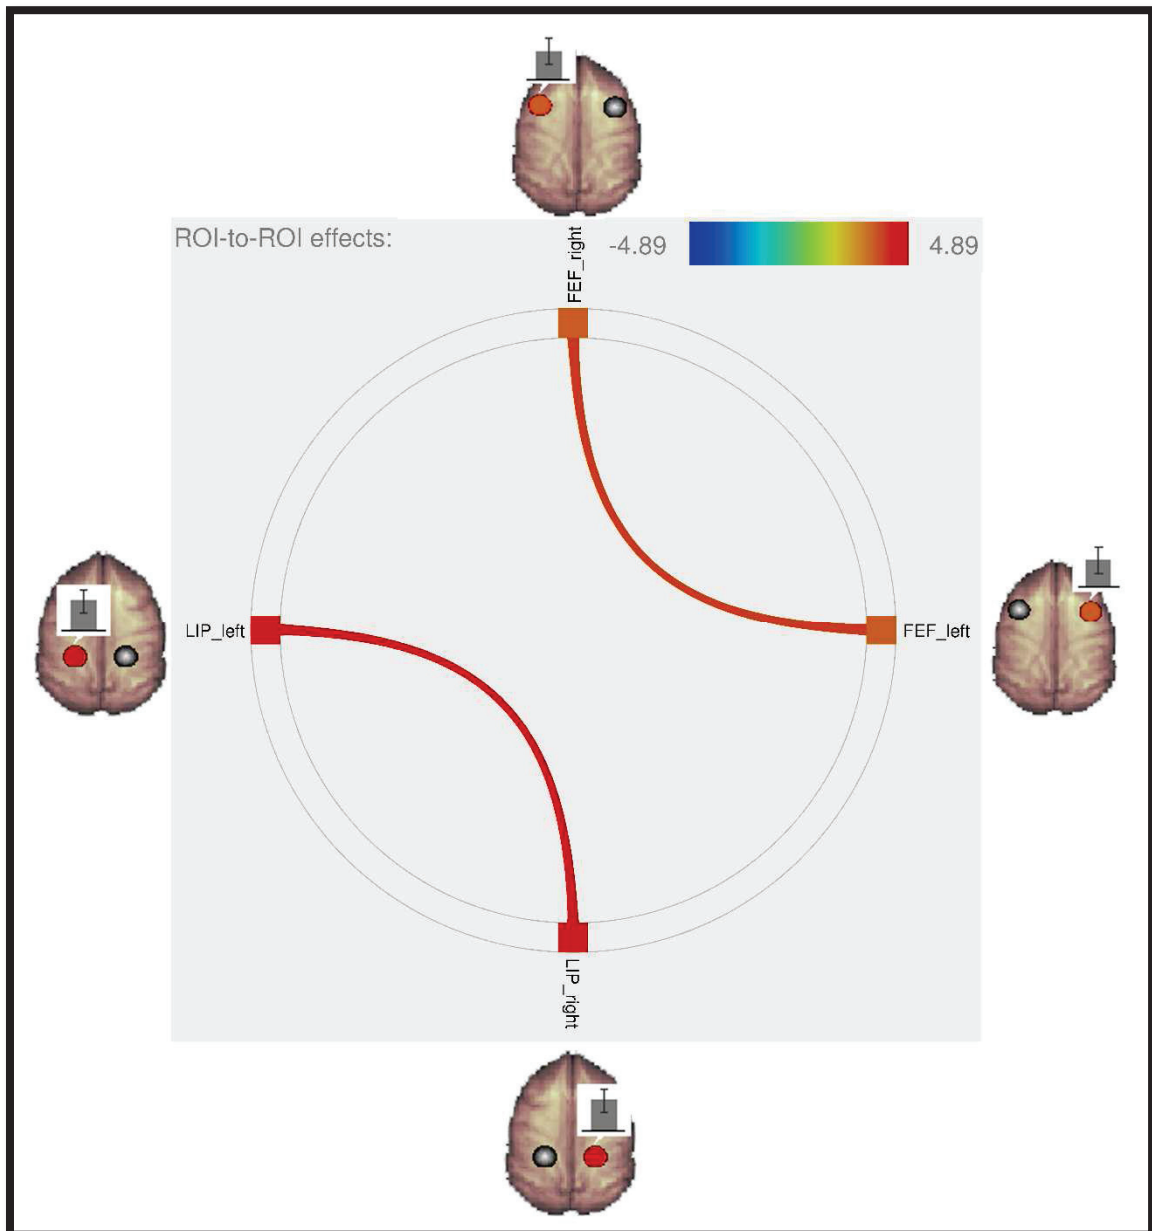 ROI-to-ROI effects:
-4.89
4.89
FEF_right
LIP_left
FEF_left
LIP_right